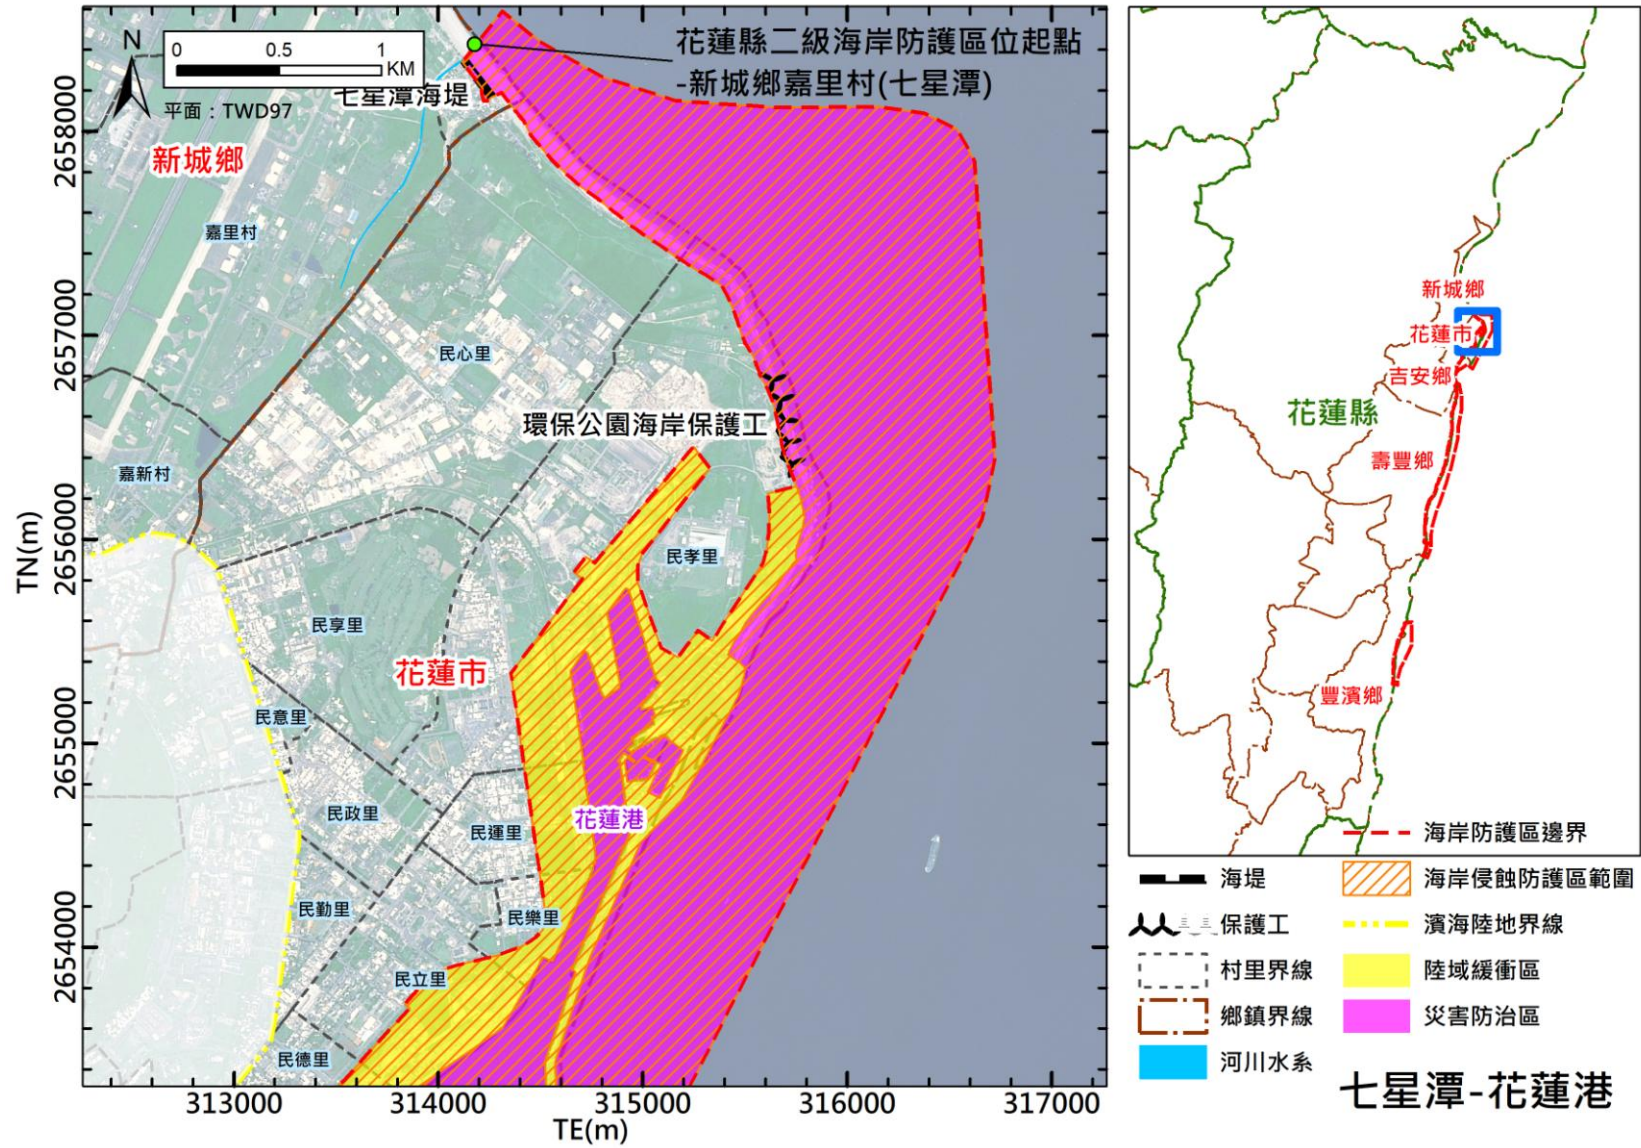 N
0 0.5 1
KM
平面：TWD97
花蓮縣二級海岸防護區位起點
-新城鄉嘉里村(七星潭)
七星潭海堤
新城鄉
嘉里村
民心里
環保公園海岸保護工
嘉新村
民孝里
民享里
花蓮市
民意里
民政里
民運里
花蓮港
民勤里
民樂里
民立里
民德里
2658000
2657000
2656000
2655000
2654000
TN(m)
313000 314000 315000 316000 317000
TE(m)
新城鄉
花蓮市
吉安鄉
花蓮縣
壽豐鄉
豐濱鄉
海岸防護區邊界
海堤
海岸侵蝕防護區範圍
保護工
濱海陸地界線
村里界線
陸域緩衝區
鄉鎮界線
災害防治區
河川水系
七星潭-花蓮港